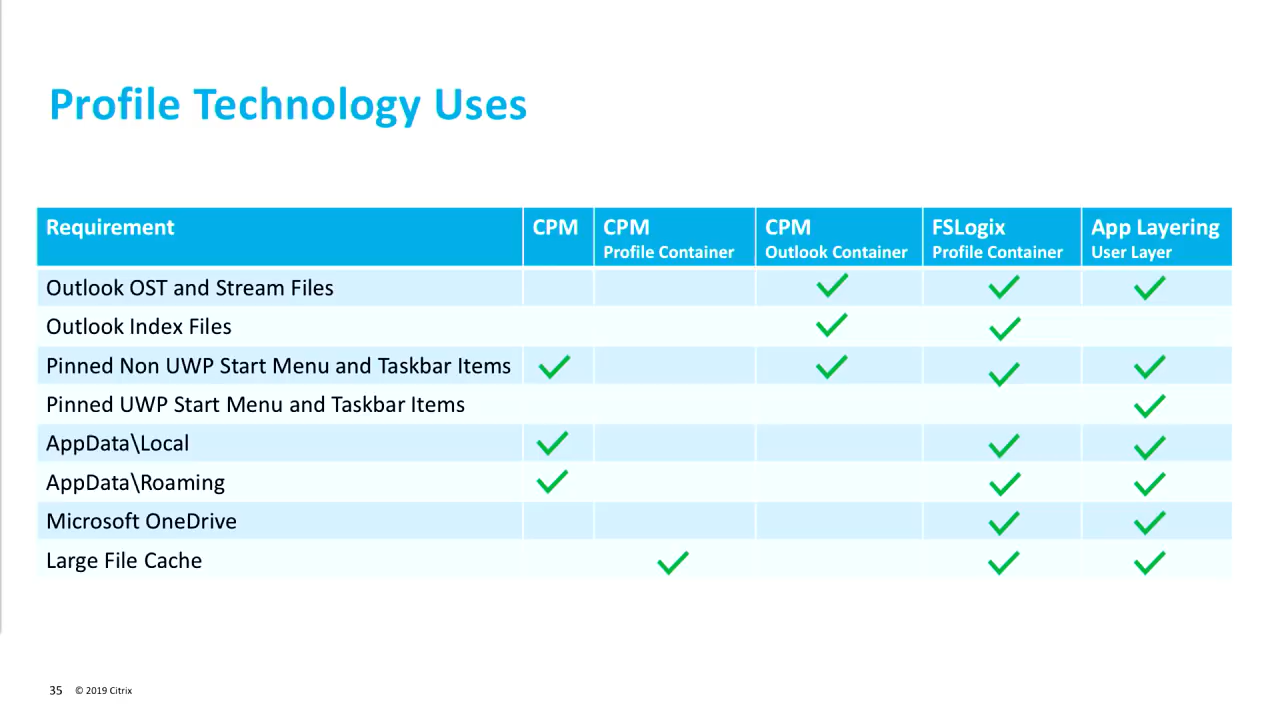 Profile Technology Uses
Requirement CPM CPM CPM FSLogix App Layering
Profile Container Outlook Container Profile Container User Layer
Outlook OST and Stream Files
Outlook Index Files
Pinned Non UWP Start Menu and Taskbar Items
Pinned UWP Start Menu and Taskbar Items
AppData\Local
AppData\Roaming
Microsoft OneDrive
Large File Cache
35 © 2019 Citrix